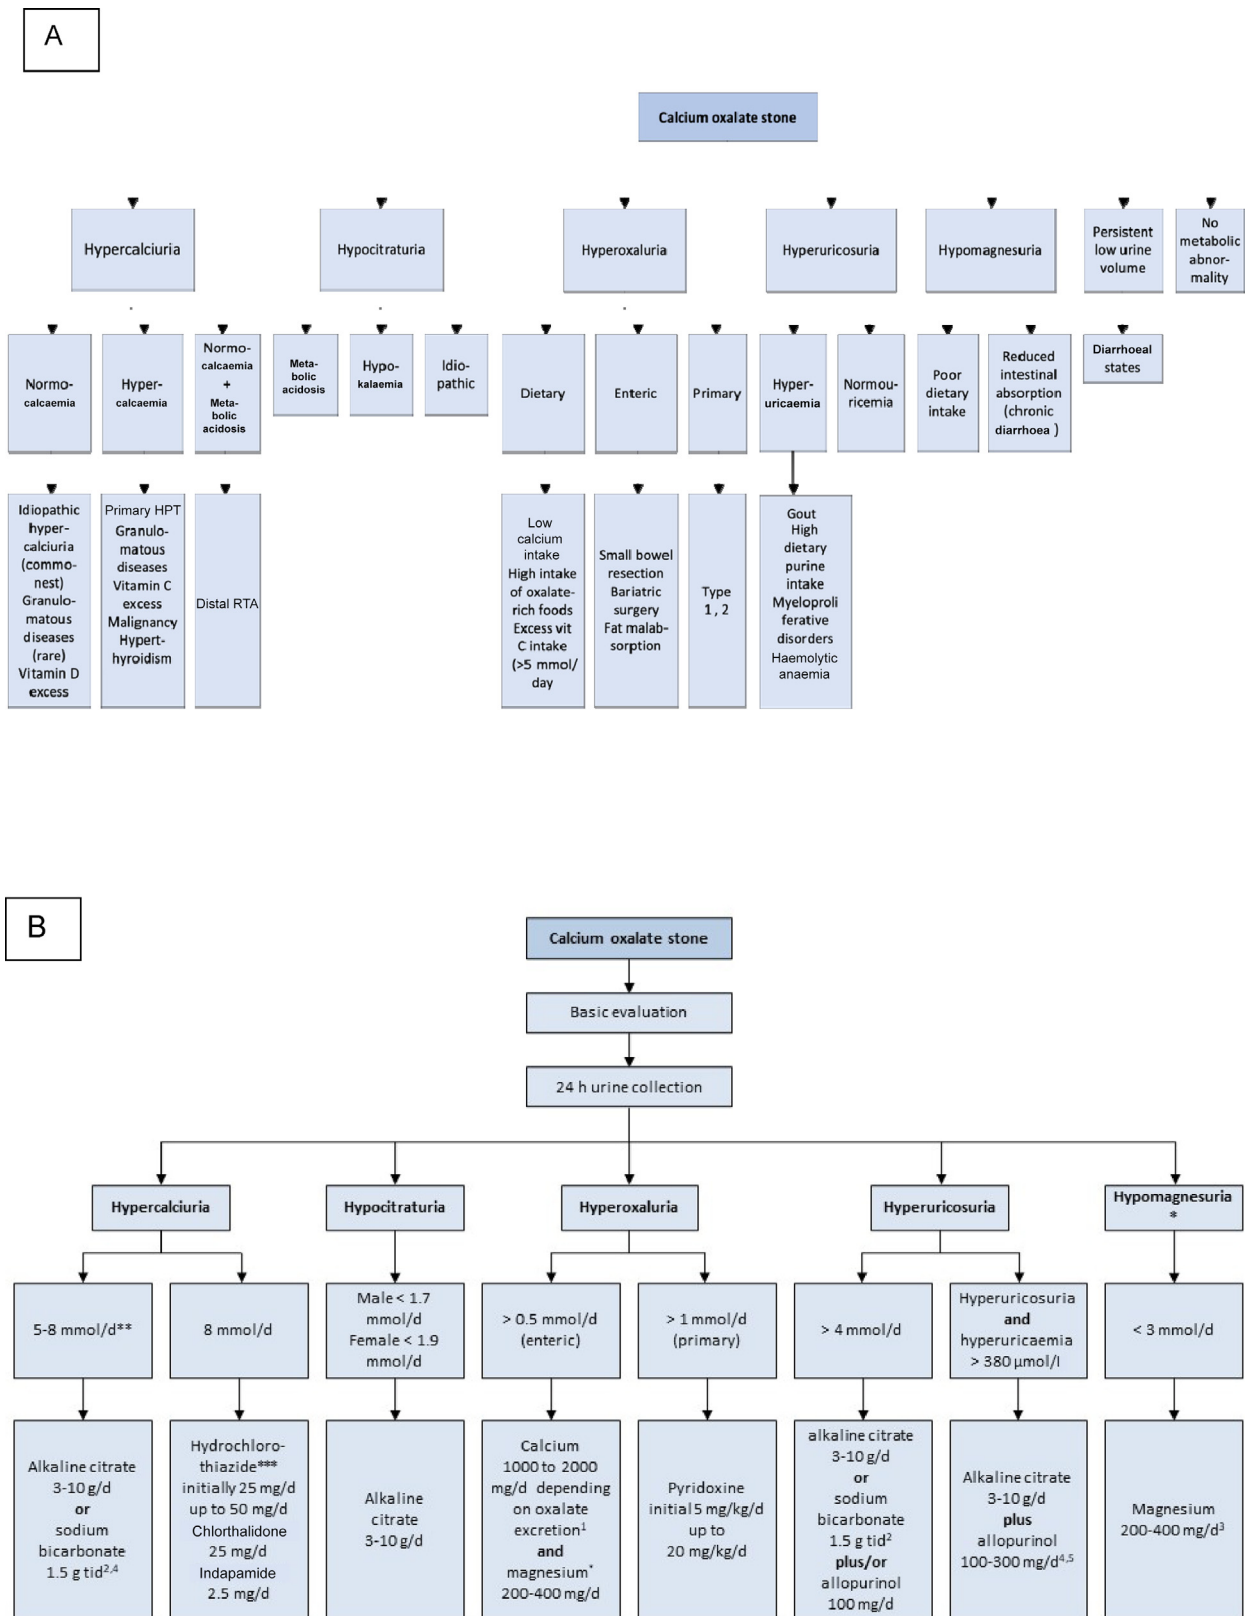 A
Calcium oxalate stone
Hypercalciuria
Hypocitraturia
Hyperoxaluria
Hyperuricosuria
Hypomagnesuria
Persistent
low urine
volume
No
metabolic
abnor-
mality
Normo-
calcaemia
Hyper-
calcaemia
Normo-
calcaemia
+
Meta-
bolic
acidosis
Meta-
bolic
acidosis
Hypo-
kalaemia
Idio-
pathic
Dietary
Enteric
Primary
Hyper-
uricaemia
Normou-
ricemia
Poor
dietary
intake
Reduced
intestinal
absorption
(chronic
diarrhoea )
Diarrhoeal
states
Idiopathic
hyper-
calciuria
(commo-
nest)
Granulo-
matous
diseases
(rare)
Vitamin D
excess
Primary HPT
Granulo-
matous
diseases
Vitamin C
excess
Malignancy
Hypert-
hyroidism
Distal RTA
Low
calcium
intake
High intake
of oxalate-
rich foods
Excess vit
C intake
(>5 mmol/
day
Small bowel
resection
Bariatric
surgery
Fat malab-
sorption
Type
1 , 2
Gout
High
dietary
purine
intake
Myeloproli
ferative
disorders
Haemolytic
anaemia
B
Calcium oxalate stone
Basic evaluation
24 h urine collection
Hypercalciuria
Hypocitraturia
Hyperoxaluria
Hyperuricosuria
Hypomagnesuria
*
5-8 mmol/d**
8 mmol/d
Male < 1.7
mmol/d
Female < 1.9
mmol/d
> 0.5 mmol/d
(enteric)
> 1 mmol/d
(primary)
> 4 mmol/d
Hyperuricosuria
and
hyperuricaemia
> 380 µmol/l
< 3 mmol/d
Alkaline citrate
3-10 g/d
or
sodium
bicarbonate
1.5 g tid2,4
Hydrochloro-
thiazide***
initially 25 mg/d
up to 50 mg/d
Chlorthalidone
25 mg/d
Indapamide
2.5 mg/d
Alkaline
citrate
3-10 g/d
Calcium
1000 to 2000
mg/d depending
on oxalate
excretion1
and
magnesium*
200-400 mg/d
Pyridoxine
initial 5 mg/kg/d
up to
20 mg/kg/d
alkaline citrate
3-10 g/d
or
sodium
bicarbonate
1.5 g tid2
plus/or
allopurinol
100 mg/d
Alkaline citrate
3-10 g/d
plus
allopurinol
100-300 mg/d4,5
Magnesium
200-400 mg/d3